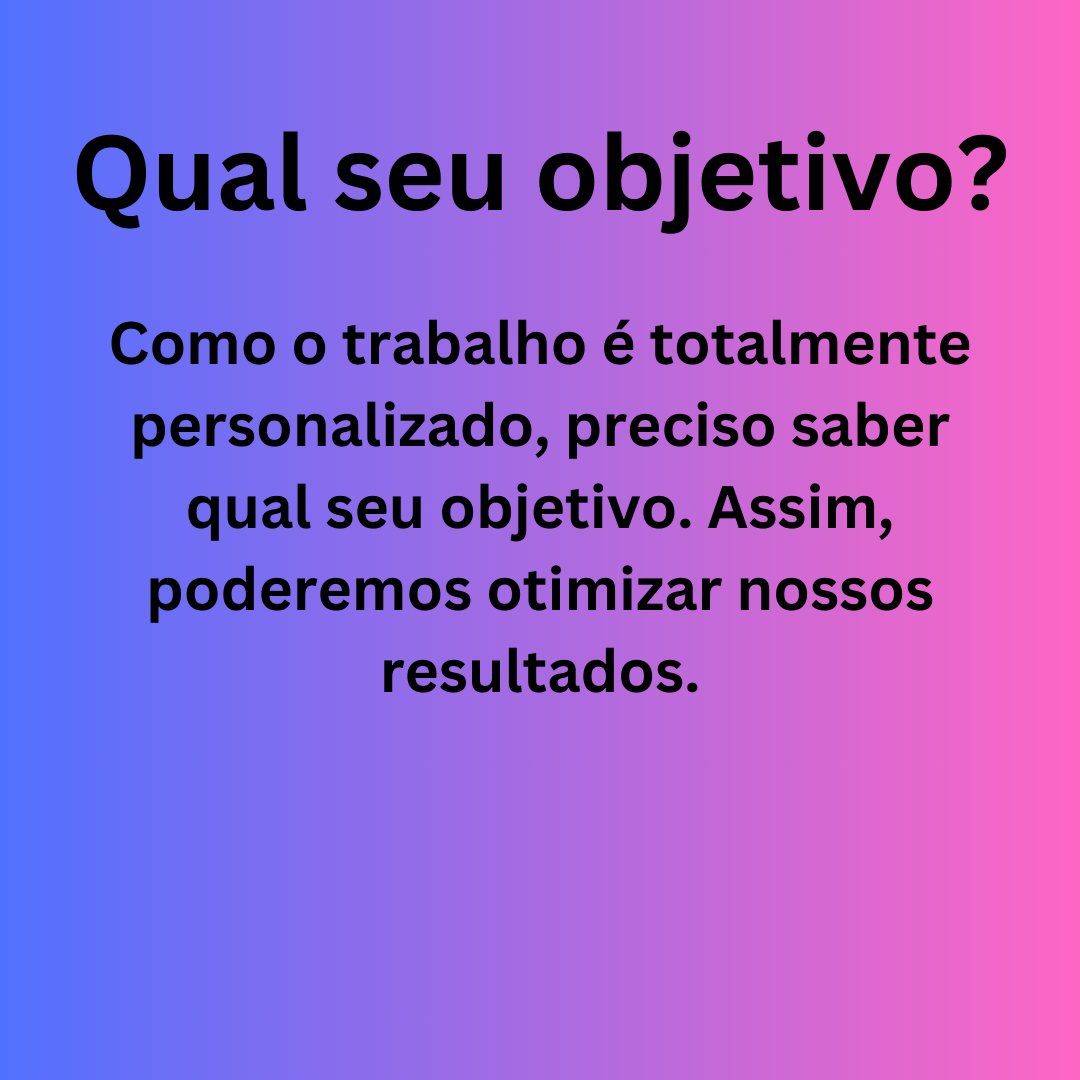 Qual seu objetivo?
Como o trabalho é totalmente
personalizado, preciso saber
qual seu objetivo. Assim,
poderemos otimizar nossos
resultados.